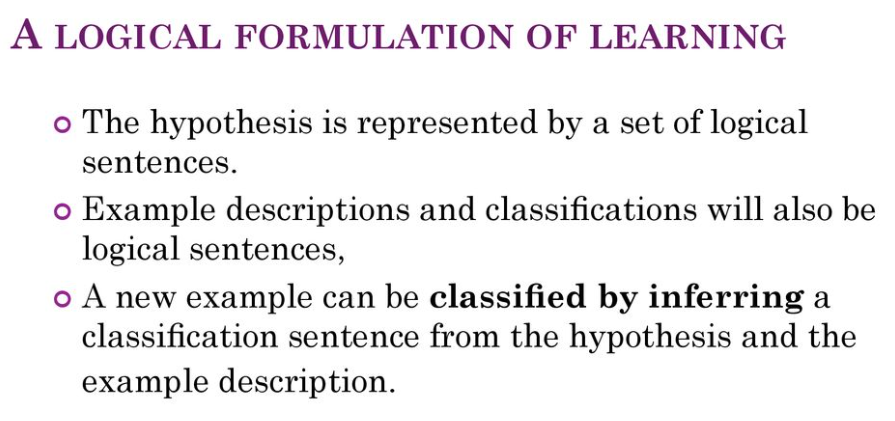 A LOGICAL FORMULATION OF LEARNING
The hypothesis is represented by a set of logical
sentences.
Example descriptions and classifications will also be
logical sentences,
A new example can be classified by inferring a
classification sentence from the hypothesis and the
example description.